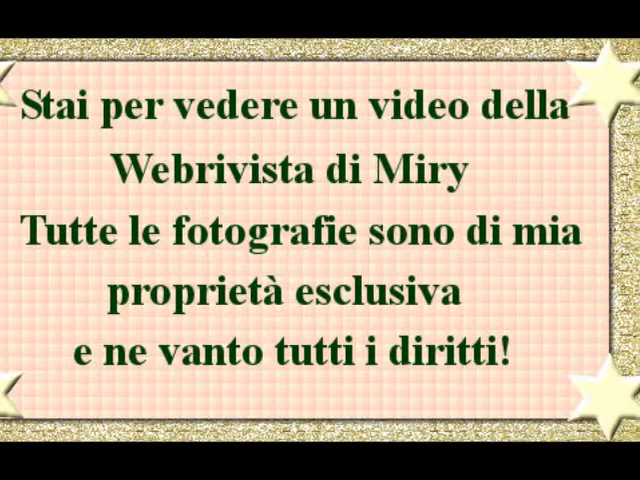 Stai per vedere un video della
Webrivista di Miry
Tutte le fotografie sono di mia
proprietà esclusiva
e ne vanto tutti i diritti!